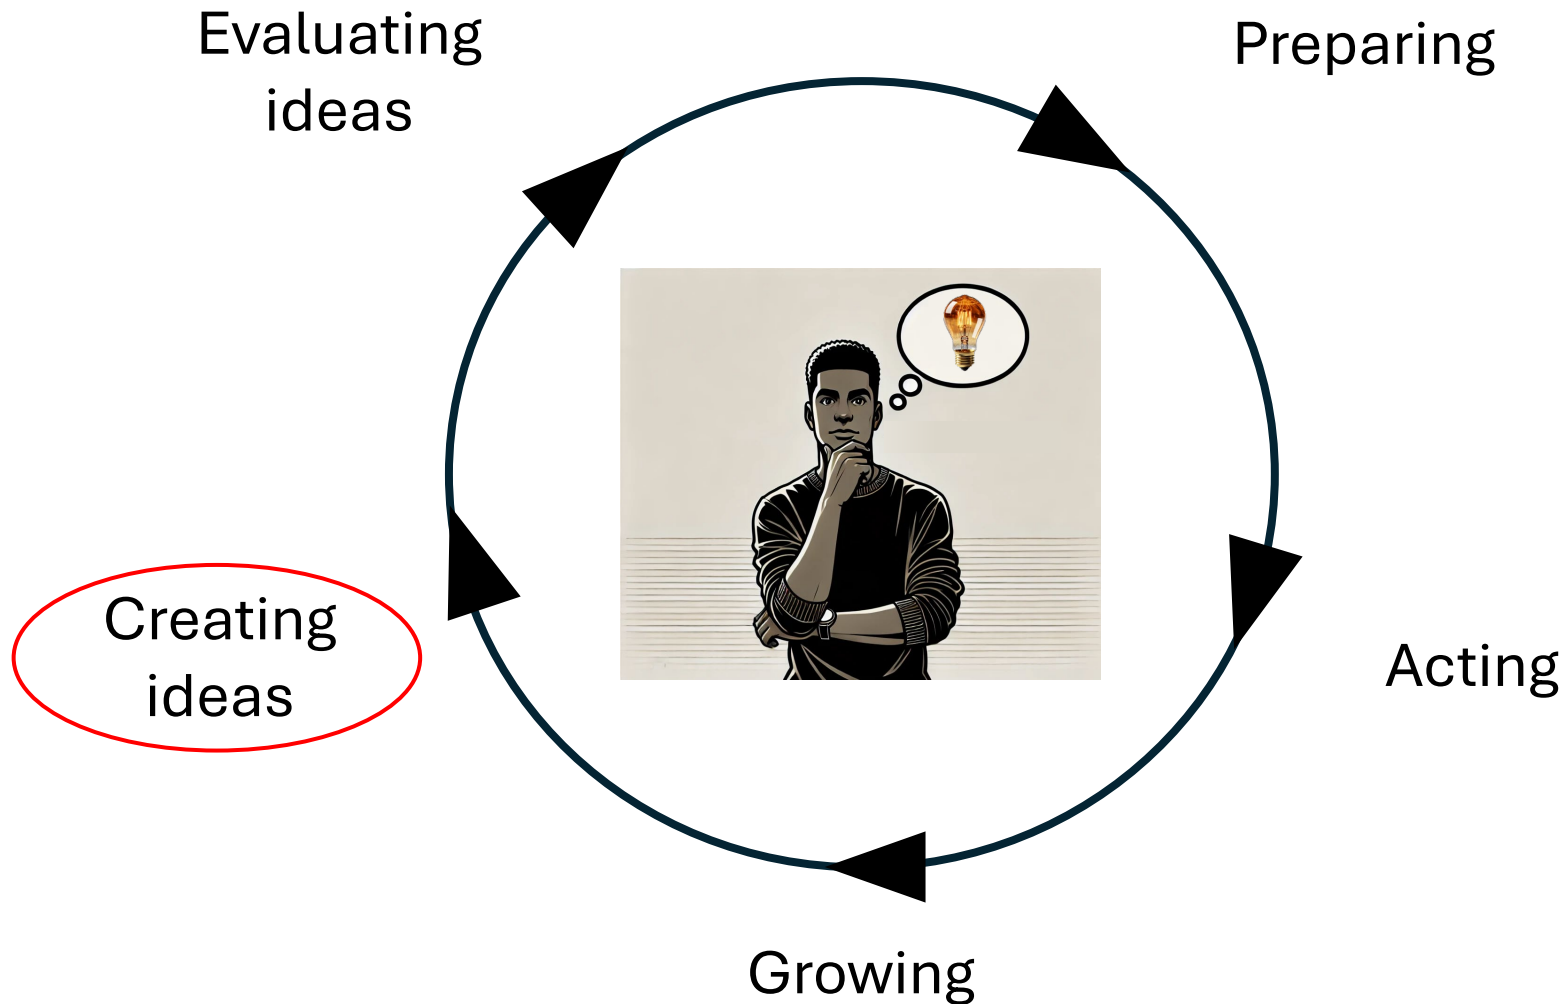 Evaluating
ideas
Preparing
Creating
ideas
Acting
Growing